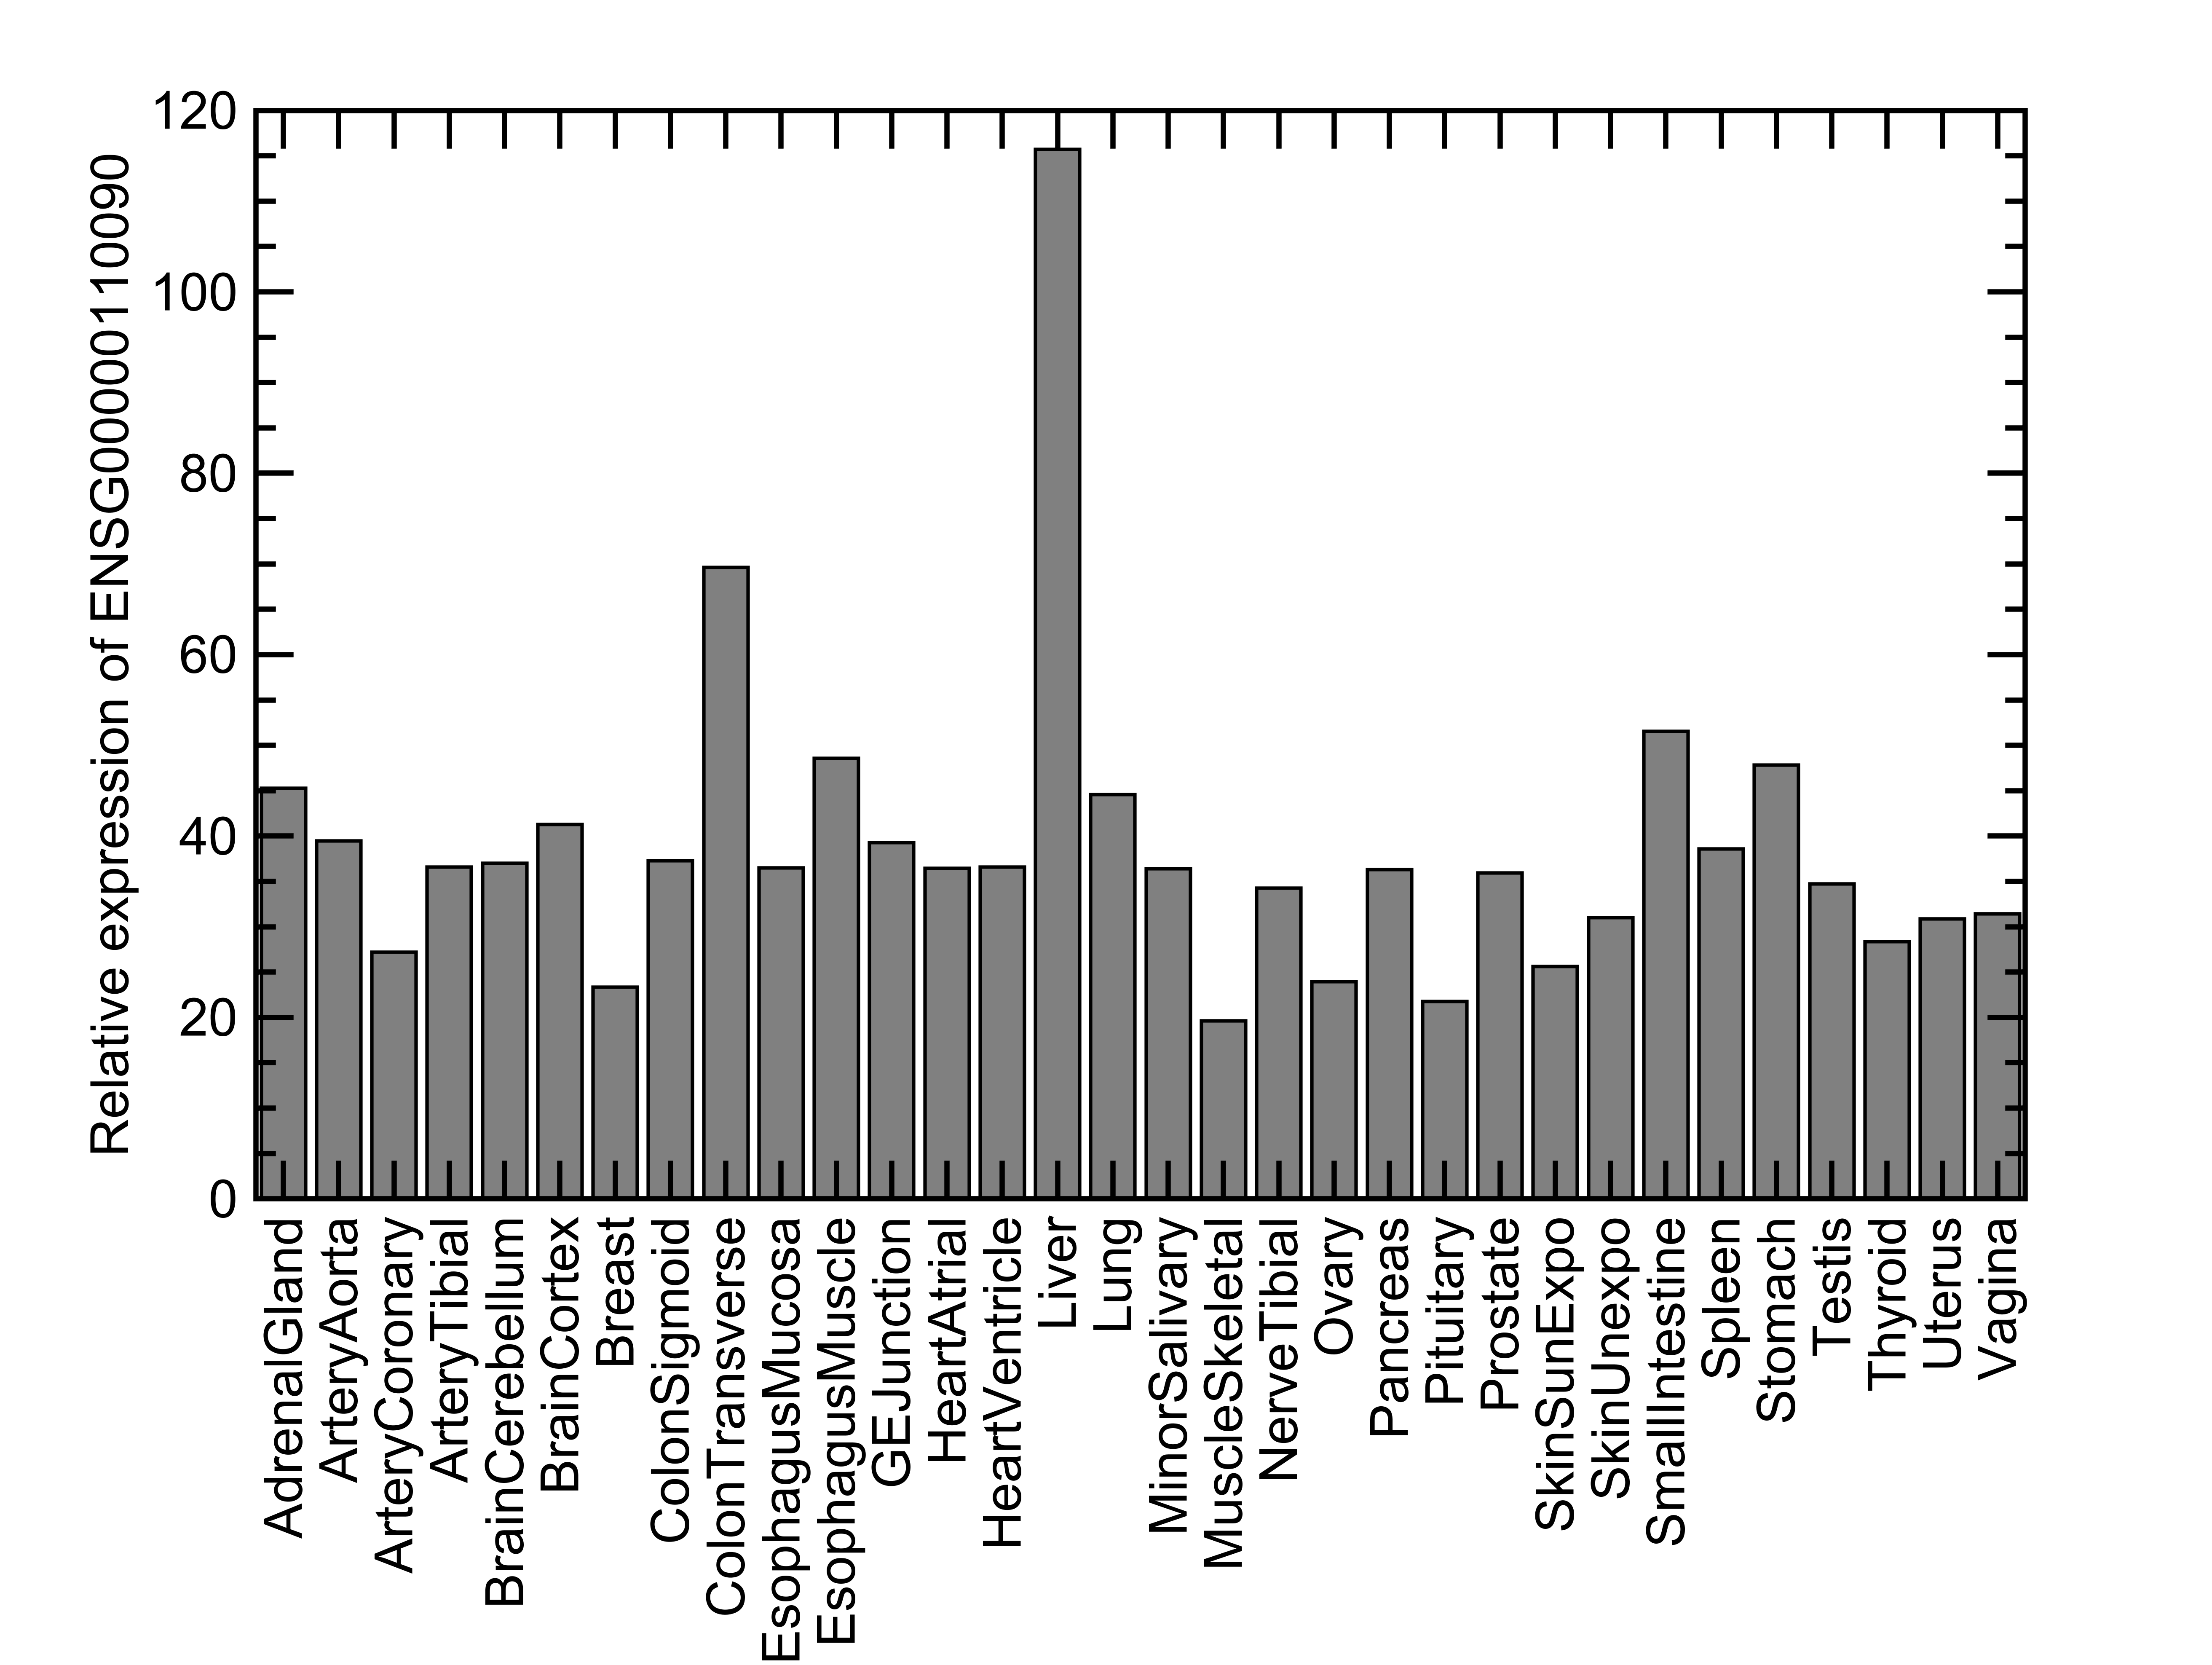 Relative expression of ENSG00000110090
120
100
80
60
40
20
0
AdrenalGland
ArteryAorta
ArteryCoronary
ArteryTibial
BrainCerebellum
BrainCortex
Breast
ColonSigmoid
ColonTransverse
EsophagusMucosa
EsophagusMuscle
GEJunction
HeartAtrial
HeartVentricle
Liver
Lung
MinorSalivary
MuscleSkeletal
NerveTibial
Ovary
Pancreas
Pituitary
Prostate
SkinSunExpo
SkinUnexpo
SmallIntestine
Spleen
Stomach
Testis
Thyroid
Uterus
Vagina